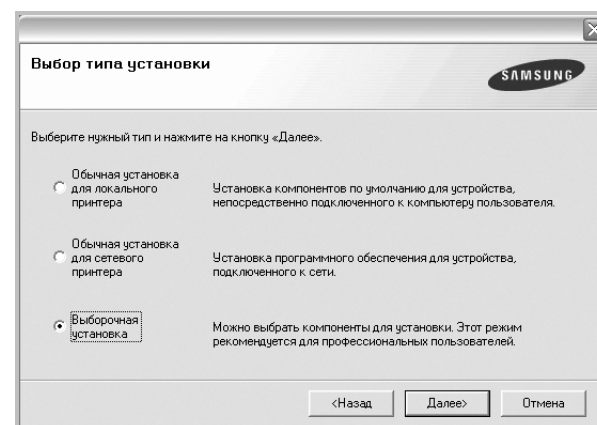 Выбор типа установки
SAMSUNG
Выберите нужный тип и нажмите на кнопку «Далее».
Обычная установка
для локального
принтера
Установка компонентов по умолчанию для устройства,
непосредственно подключенного к компьютеру пользователя.
Обычная установка
для сетевого
принтера
Установка программного обеспечения для устройства,
подключенного к сети.
Выборочная
установка
Можно выбрать компоненты для установки. Этот режим
рекомендуется для профессиональных пользователей.
<Назад
Далее>
Отмена